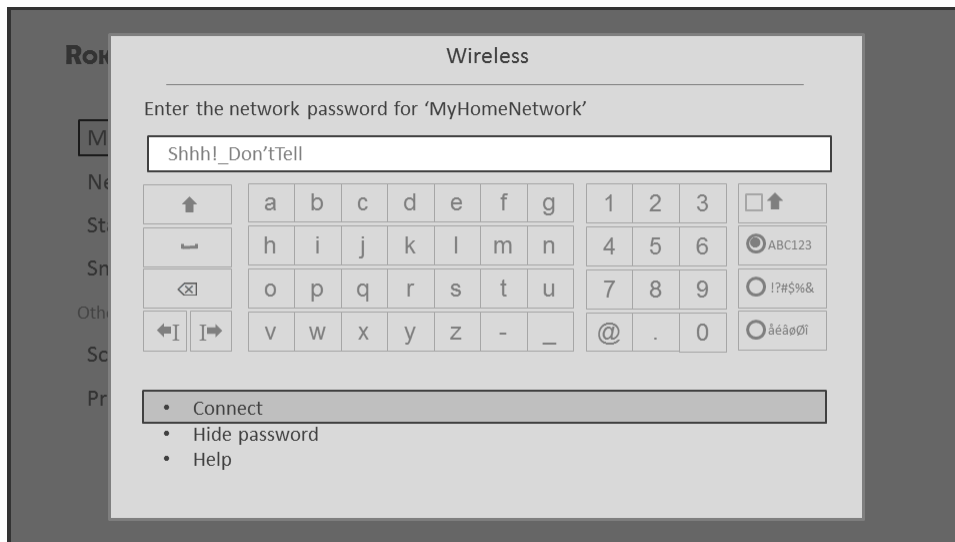 Wireless
Enter the network password for ‘MyHomeNetwork’
Shhh!_Don’tTell
a b c d e f g 1 2 3
h i j k l m n 4 5 6 ABC123
o p q r s t u 7 8 9 !?#$%&
v w x y z - _ @ . 0 åéãøØî
• Connect
• Hide password
• Help